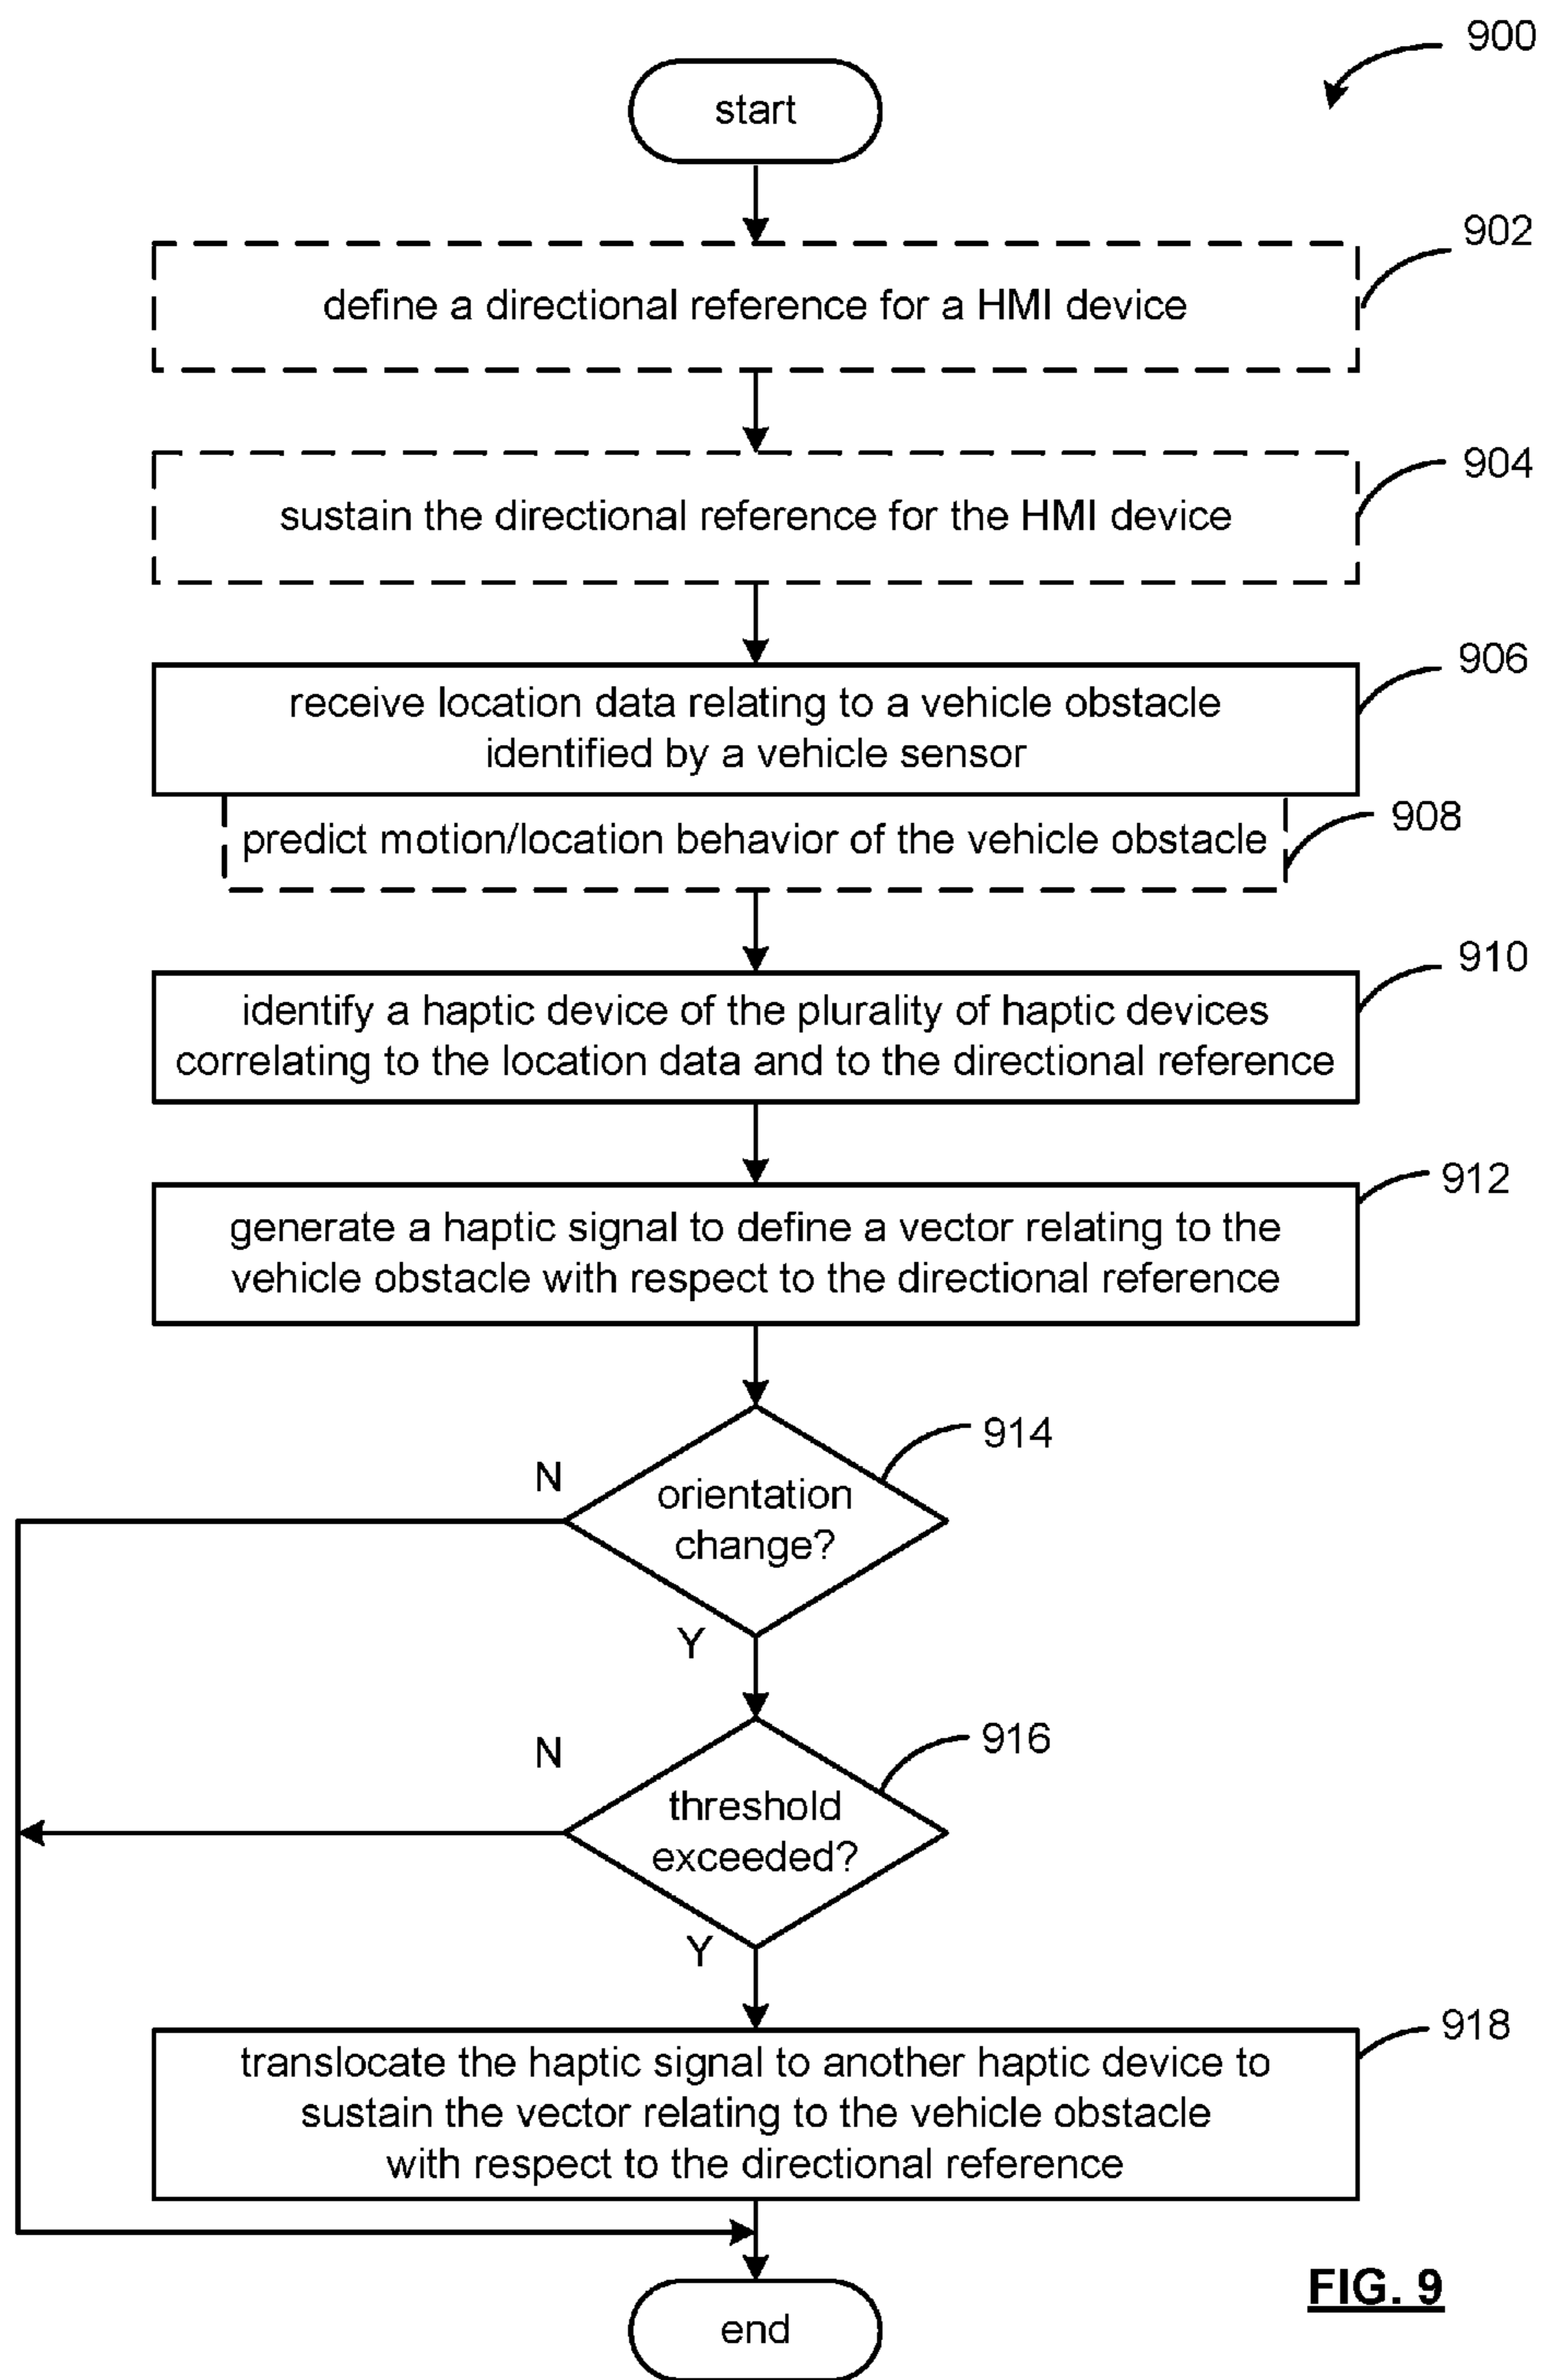 900
start
902
define a directional reference for a HMI device
904
sustain the directional reference for the HMI device
906
receive location data relating to a vehicle obstacle
identified by a vehicle sensor
908
predict motion/location behavior of the vehicle obstacle
910
identify a haptic device of the plurality of haptic devices
correlating to the location data and to the directional reference
912
generate a haptic signal to define a vector relating to the
vehicle obstacle with respect to the directional reference
914
N
orientation
change?
Y
916
N
threshold
exceeded?
Y
918
translocate the haptic signal to another haptic device to
sustain the vector relating to the vehicle obstacle
with respect to the directional reference
FIG. 9
end